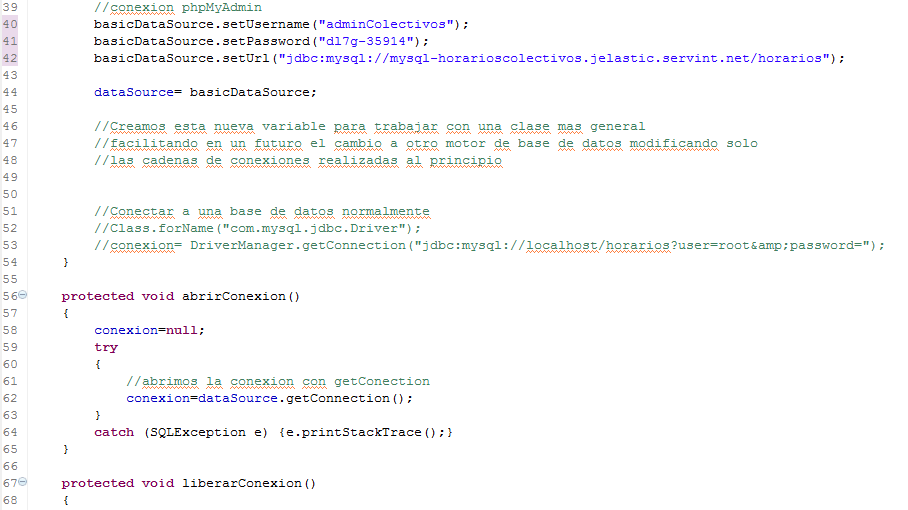 39 //conexion phpMyAdmin
40 basicDataSource.setUsername("adminColectivos");
41 basicDataSource.setPassword("dl7g-35914");
42 basicDataSource.setUrl("jdbc:mysql://mysql-horarioscolectivos.jelastic.servint.net/horarios");
43
44 dataSource= basicDataSource;
45
46 //Creamos esta nueva variable para trabajar con una clase mas general
47 //facilitando en un futuro el cambio a otro motor de base de datos modificando solo
48 //las cadenas de conexiones realizadas al principio
49
50
51 //Conectar a una base de datos normalmente
52 //Class.forName("com.mysql.jdbc.Driver");
53 //conexion= DriverManager.getConnection("jdbc:mysql://localhost/horarios?user=root&amp;password=");
54 }
55
56 protected void abrirConexion()
57 {
58 conexion=null;
59 try
60 {
61 //abrimos la conexion con getConection
62 conexion=dataSource.getConnection();
63 }
64 catch (SQLException e) {e.printStackTrace();}
65 }
66
67 protected void liberarConexion()
68 {